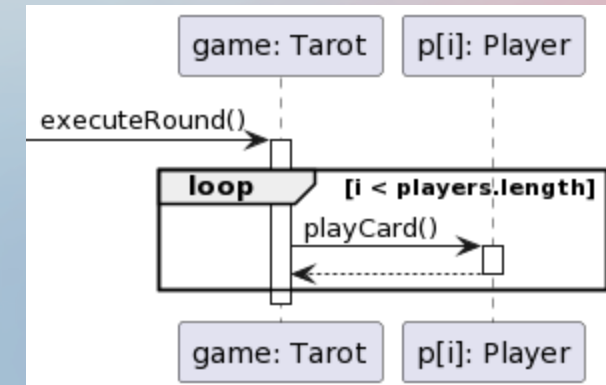 game: Tarot
p[i]: Player
executeRound()
loop
[i < players.length]
playCard()
game: Tarot
p[i]: Player